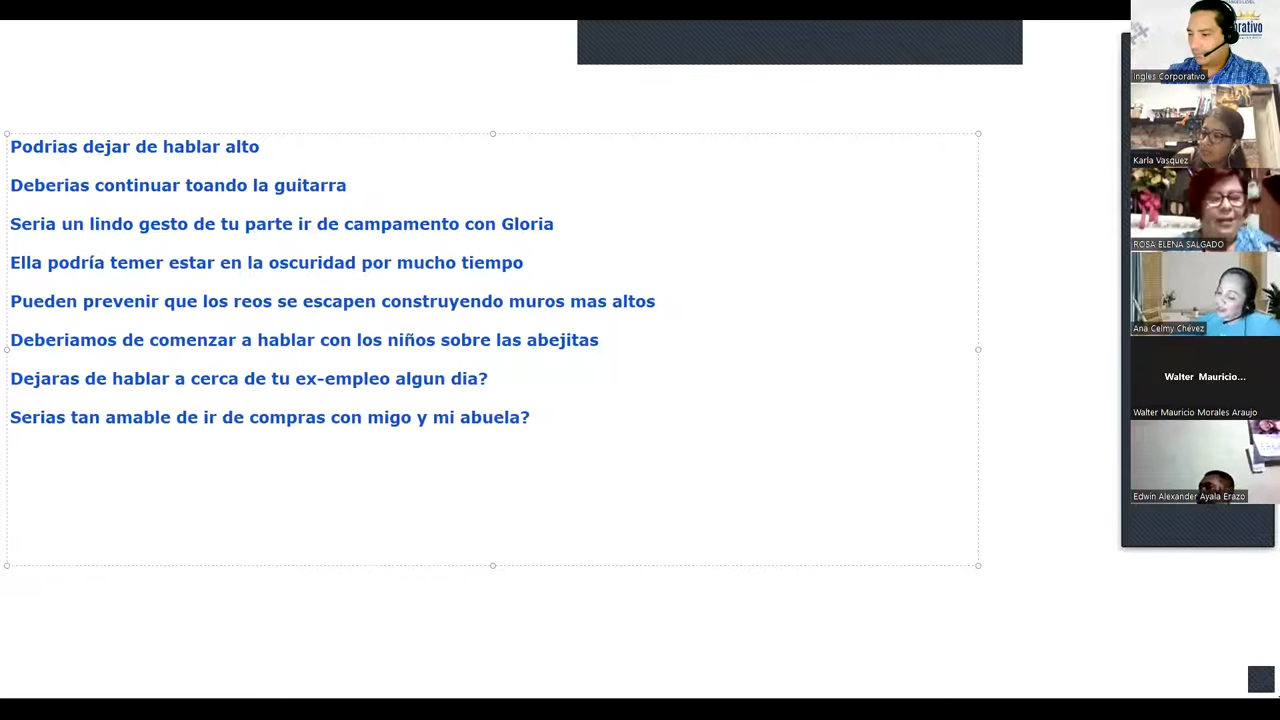 Podrias dejar de hablar alto
Deberias continuar toando la guitarra
Seria un lindo gesto de tu parte ir de campamento con Gloria
Ella podría temer estar en la oscuridad por mucho tiempo
Pueden prevenir que los reos se escapen construyendo muros mas altos
Deberiamos de comenzar a hablar con los niños sobre las abejitas
Dejaras de hablar a cerca de tu ex-empleo algun dia?
Serias tan amable de ir de compras con migo y mi abuela?
Ingles Corporativo
Karla Vasquez
ROSA ELENA SALGADO
Ana Celmy Chévez
Walter Mauricio...
Walter Mauricio Morales Araujo
Edwin Alexander Ayala Erazo